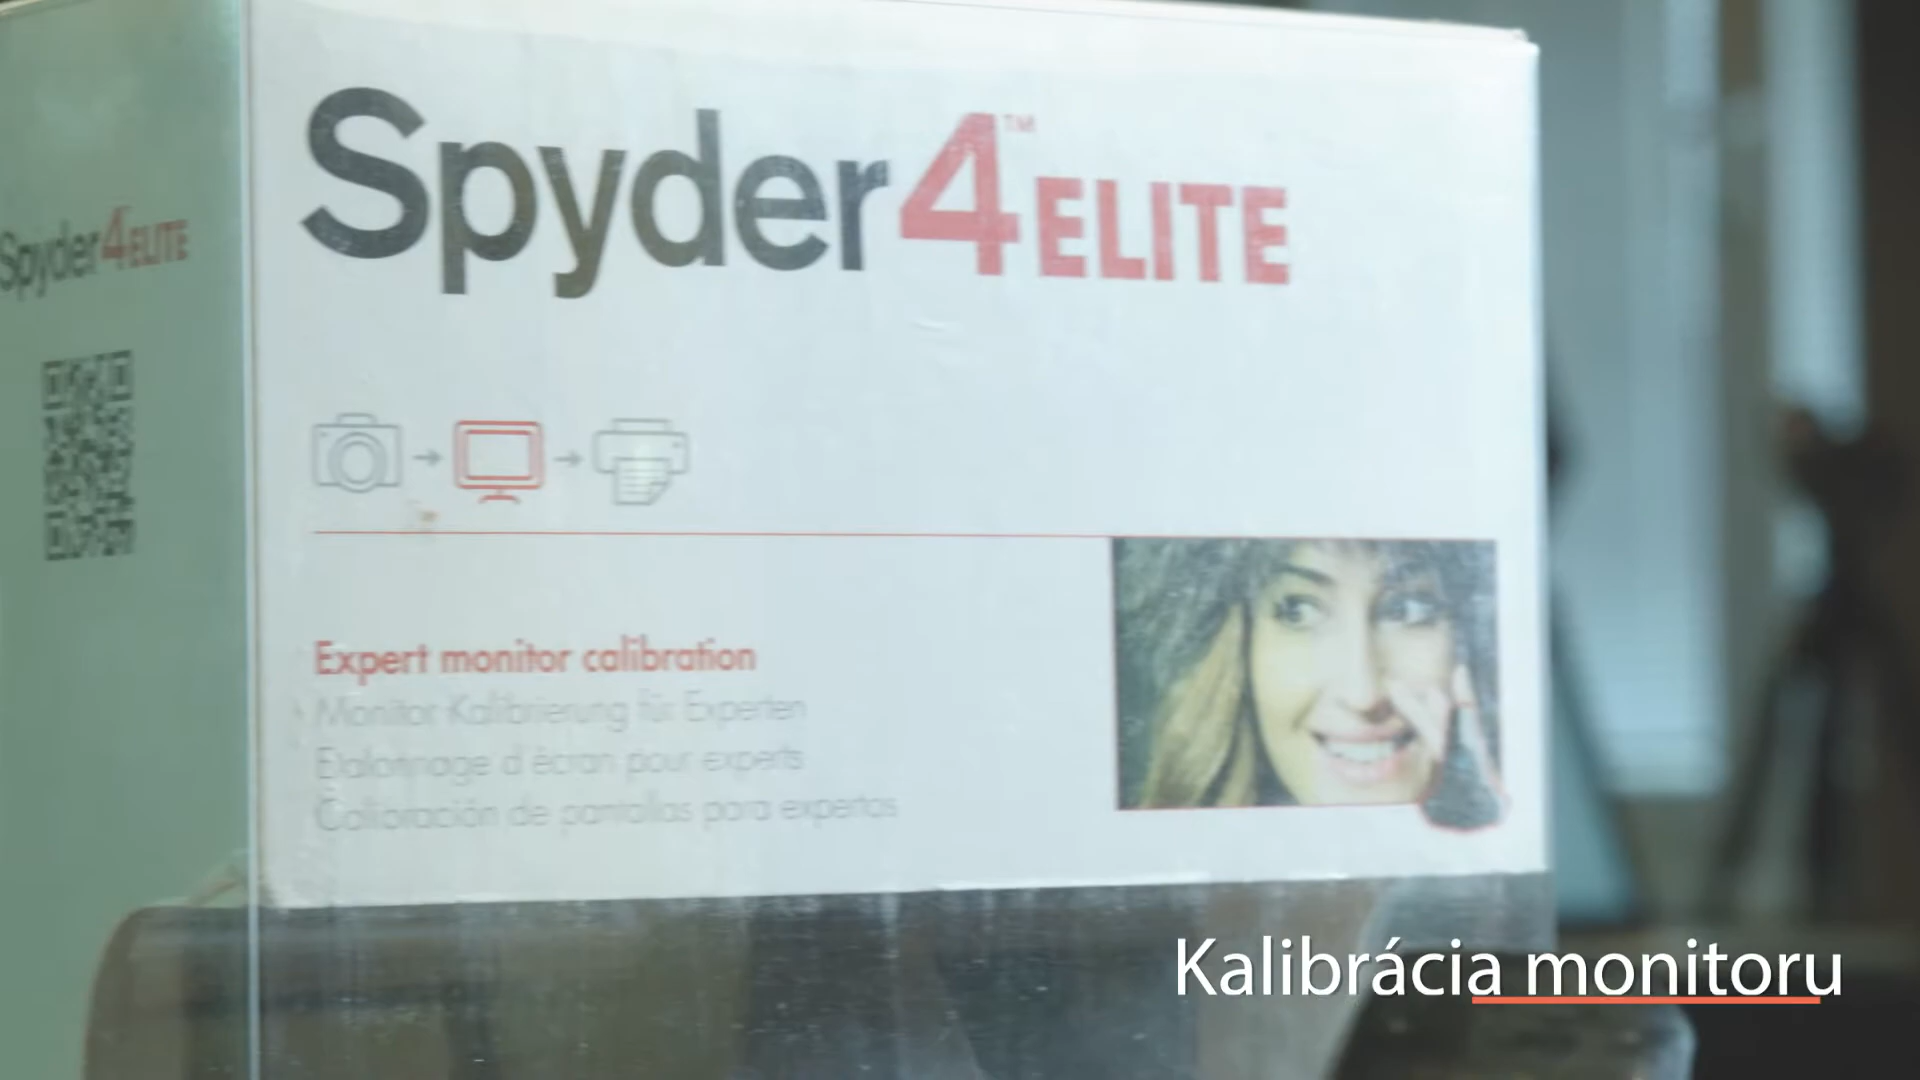 Spyder4™ELITE
Spyder4ELITE
Expert monitor calibration
Monitor Kalibrierung für Experten
Etalonnage d'écran pour experts
Calibración de pantallas para expertos
Kalibrácia monitoru